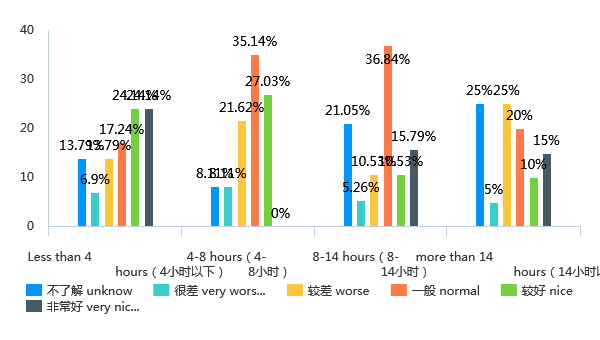 40
30
20
10
0
13.79%
6.9%
13.79%
17.24%
24.14%
24.14%
8.11%
8.11%
21.62%
35.14%
27.03%
0%
21.05%
5.26%
10.53%
36.84%
10.53%
15.79%
25%
5%
25%
20%
10%
15%
Less than 4
hours（4小时以下）
4-8 hours（4-
8小时）
8-14 hours（8-
14小时）
more than 14
hours（14小时以
不了解 unknow
很差 very wors...
较差 worse
一般 normal
较好 nice
非常好 very nic...